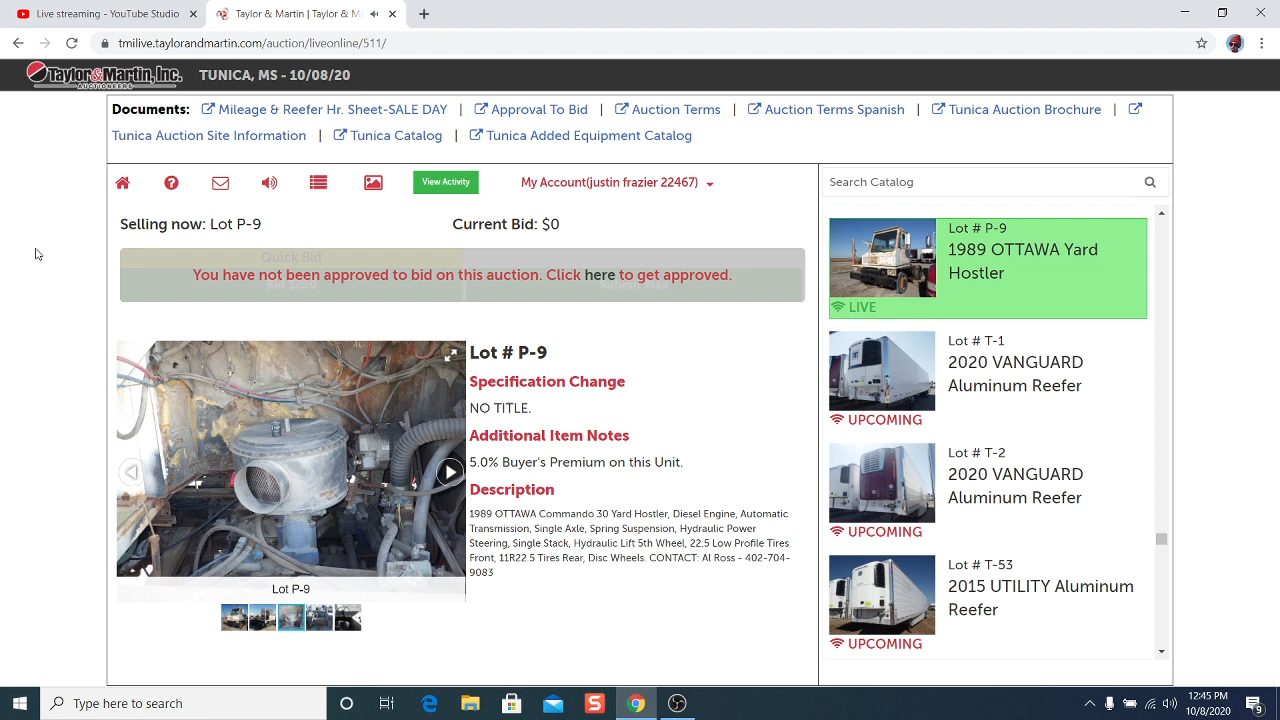 Live streaming - YouTube Studio
Taylor & Martin | Taylor & M
tmlive.taylorandmartin.com/auction/liveonline/511/
Taylor & Martin, Inc.
AUCTIONEERS
TUNICA, MS - 10/08/20
Documents: Mileage & Reefer Hr. Sheet-SALE DAY | Approval To Bid | Auction Terms | Auction Terms Spanish | Tunica Auction Brochure |
Tunica Auction Site Information | Tunica Catalog | Tunica Added Equipment Catalog
View Activity
My Account(justin frazier 22467)
Selling now: Lot P-9
Current Bid: $0
Quick Bid
You have not been approved to bid on this auction. Click here to get approved.
Bid $250
Submit Max
Lot P-9
Lot # P-9
Specification Change
NO TITLE.
Additional Item Notes
5.0% Buyer's Premium on this Unit.
Description
1989 OTTAWA Commando 30 Yard Hostler, Diesel Engine, Automatic
Transmission, Single Axle, Spring Suspension, Hydraulic Power
Steering, Single Stack, Hydraulic Lift 5th Wheel, 22.5 Low Profile Tires
Front, 11R22.5 Tires Rear, Disc Wheels. CONTACT: Al Ross - 402-704-
9083
Search Catalog
Lot # P-9
1989 OTTAWA Yard
Hostler
LIVE
Lot # T-1
2020 VANGUARD
Aluminum Reefer
UPCOMING
Lot # T-2
2020 VANGUARD
Aluminum Reefer
UPCOMING
Lot # T-53
2015 UTILITY Aluminum
Reefer
UPCOMING
Type here to search
12:45 PM
10/8/2020
9